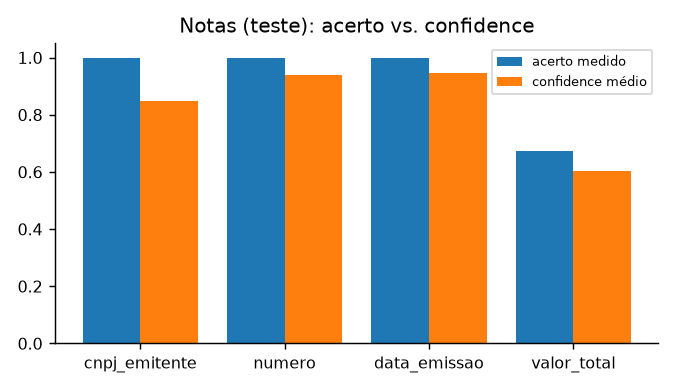 Notas (teste): acerto vs. confidence
acerto medido
confidence médio
1.0
0.8
0.6
0.4
0.2
0.0
cnpj_emitente numero data_emissao valor_total